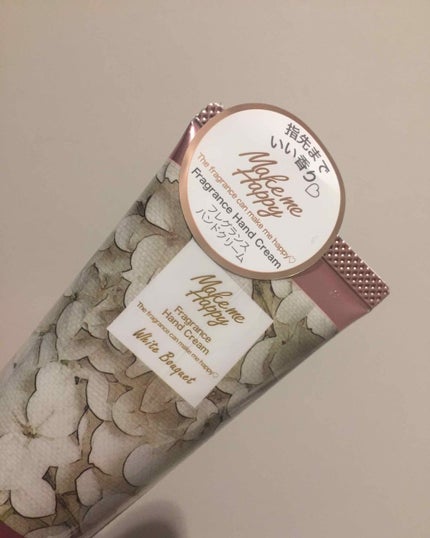 指先まで
いい香り♡
Make me
Happy
The fragrance can make me happy♡
Fragrance Hand Cream
フレグランス
ハンドクリーム
Make me
Happy
Fragrance
Hand Cream
The fragrance can make me happy♡
White Bouquet